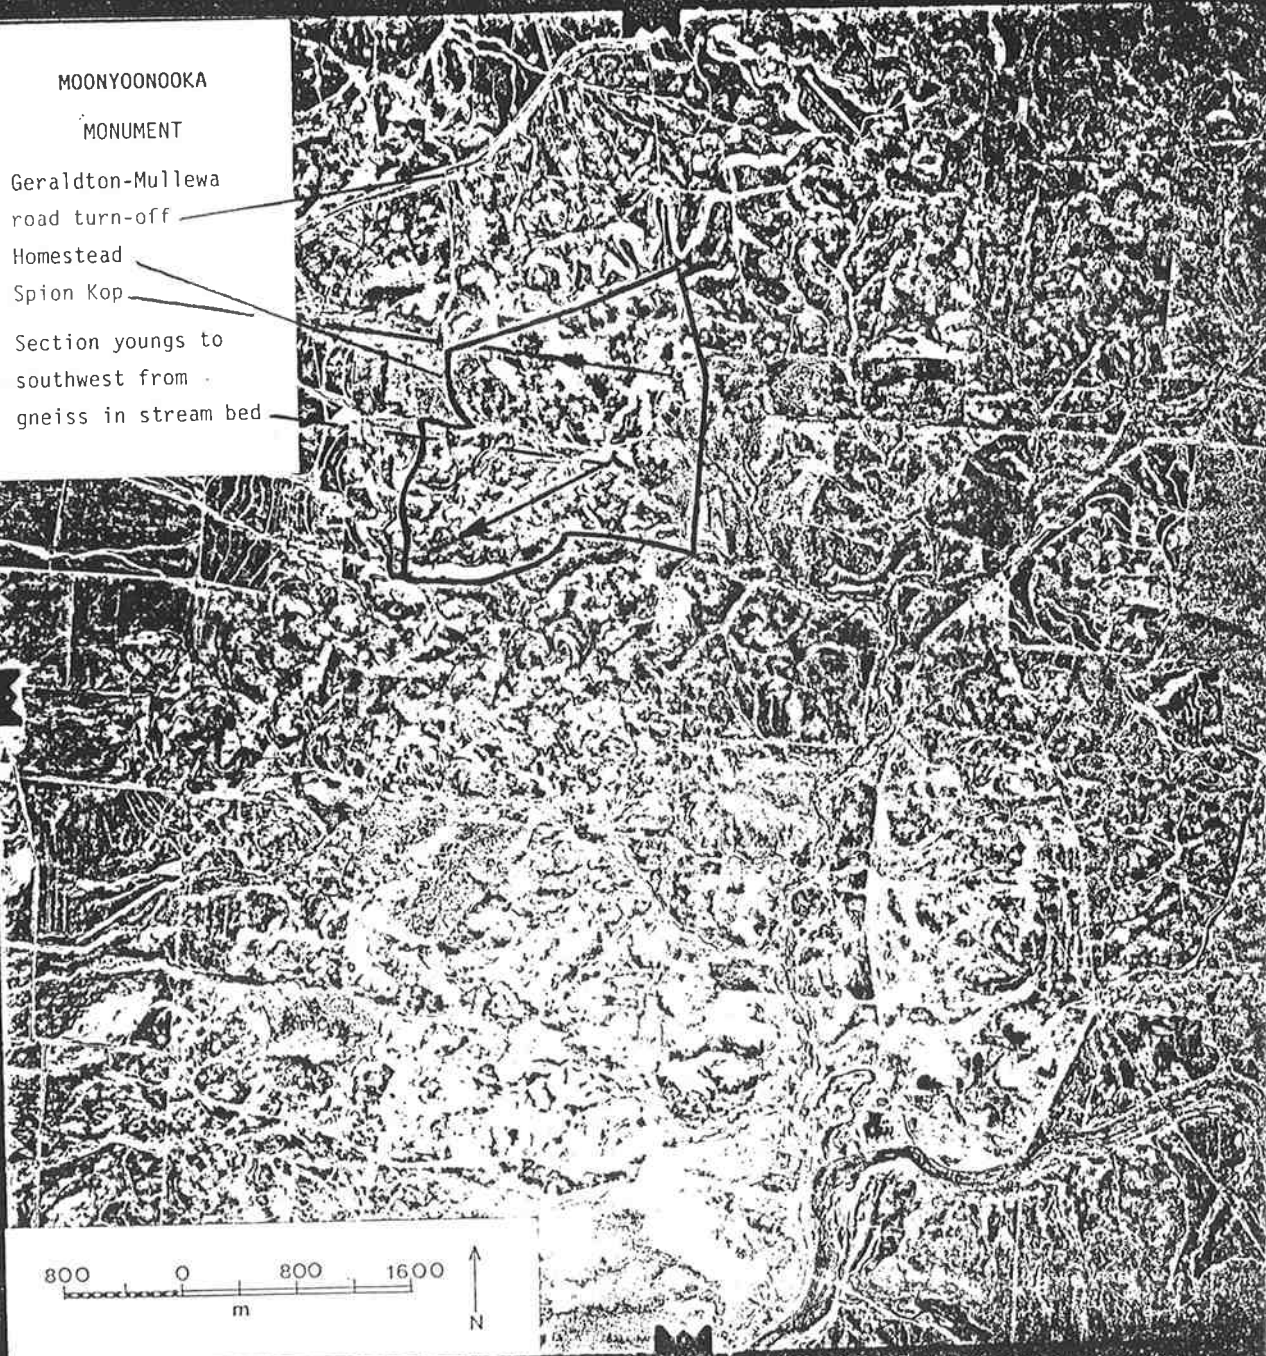 MOONYOONOOKA
MONUMENT
Geraldton-Mullewa
road turn-off
Homestead
Spion Kop
Section youngs to
southwest from
gneiss in stream bed
800 0 800 1600
m
N